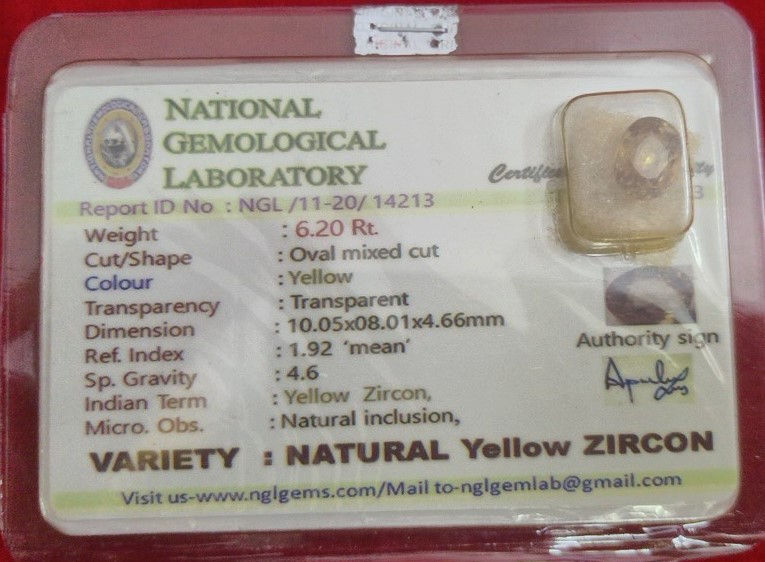 NATIONAL
GEMOLOGICAL
LABORATORY
Report ID No : NGL /11-20/ 14213
Weight : 6.20 Rt.
Cut/Shape : Oval mixed cut
Colour : Yellow
Transparency : Transparent
Dimension : 10.05x08.01x4.66mm
Ref. Index : 1.92 'mean'
Sp. Gravity : 4.6
Indian Term : Yellow Zircon,
Micro. Obs. : Natural inclusion,
Authority sign
VARIETY : NATURAL Yellow ZIRCON
Visit us-www.nglgems.com/Mail to-nglgemlab@gmail.com